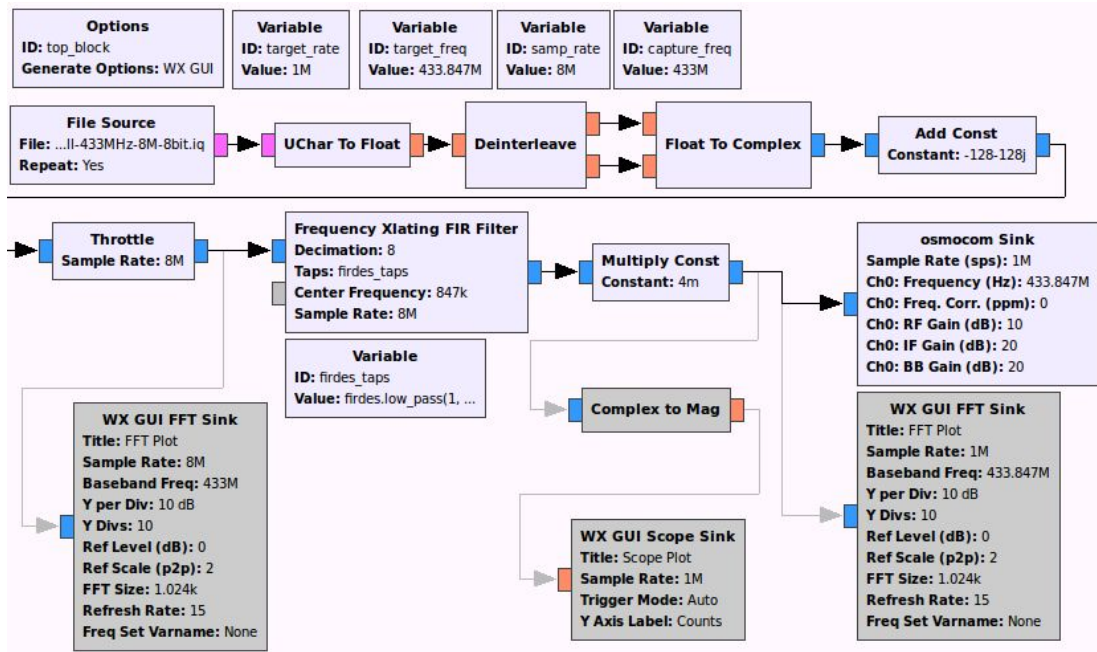 Options
ID: top_block
Generate Options: WX GUI
Variable
ID: target_rate
Value: 1M
Variable
ID: target_freq
Value: 433.847M
Variable
ID: samp_rate
Value: 8M
Variable
ID: capture_freq
Value: 433M
File Source
File: ...II-433MHz-8M-8bit.iq
Repeat: Yes
UChar To Float
Deinterleave
Float To Complex
Add Const
Constant: -128-128j
Throttle
Sample Rate: 8M
Frequency Xlating FIR Filter
Decimation: 8
Taps: firdes_taps
Center Frequency: 847k
Sample Rate: 8M
Multiply Const
Constant: 4m
osmocom Sink
Sample Rate (sps): 1M
Ch0: Frequency (Hz): 433.847M
Ch0: Freq. Corr. (ppm): 0
Ch0: RF Gain (dB): 10
Ch0: IF Gain (dB): 20
Ch0: BB Gain (dB): 20
Variable
ID: firdes_taps
Value: firdes.low_pass(1, ...
WX GUI FFT Sink
Title: FFT Plot
Sample Rate: 8M
Baseband Freq: 433M
Y per Div: 10 dB
Y Divs: 10
Ref Level (dB): 0
Ref Scale (p2p): 2
FFT Size: 1.024k
Refresh Rate: 15
Freq Set Varname: None
Complex to Mag
WX GUI Scope Sink
Title: Scope Plot
Sample Rate: 1M
Trigger Mode: Auto
Y Axis Label: Counts
WX GUI FFT Sink
Title: FFT Plot
Sample Rate: 1M
Baseband Freq: 433.847M
Y per Div: 10 dB
Y Divs: 10
Ref Level (dB): 0
Ref Scale (p2p): 2
FFT Size: 1.024k
Refresh Rate: 15
Freq Set Varname: None